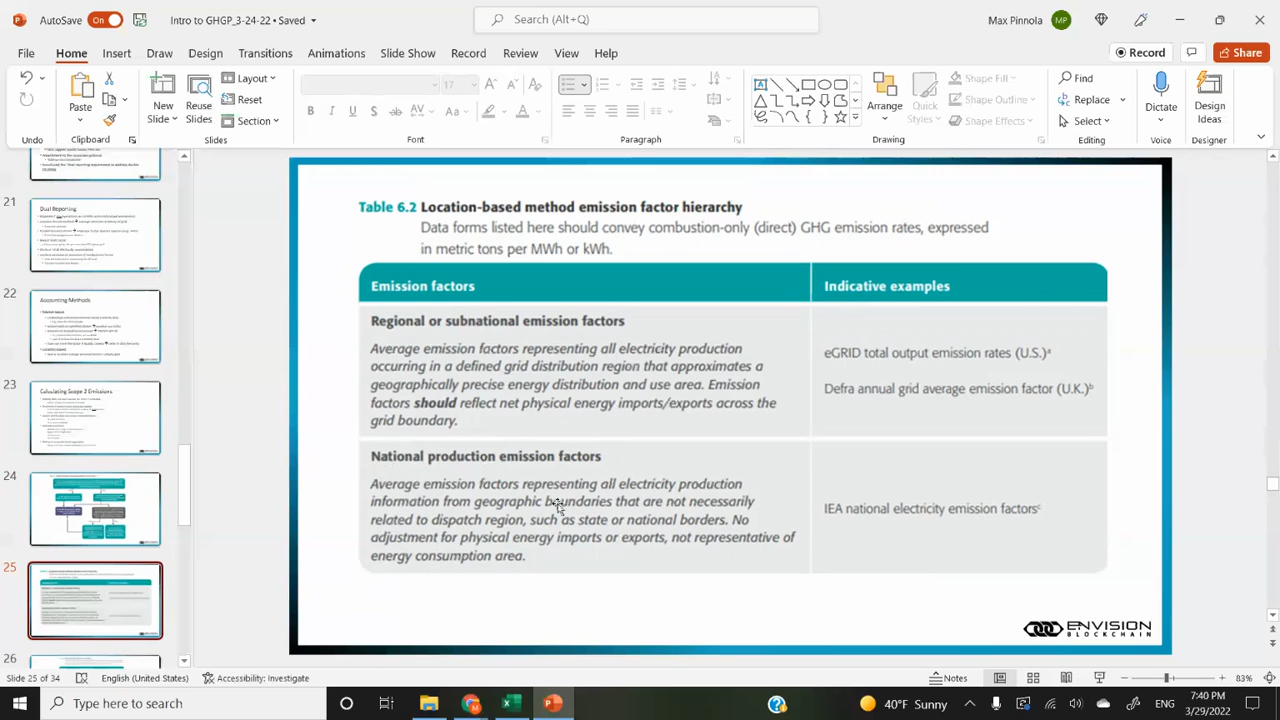 AutoSave On Intro to GHGP_3-24-22 • Saved Search (Alt+Q) Max Pinnola MP
File Home Insert Draw Design Transitions Animations Slide Show Record Review View Help Record Share
Paste New Slide Reuse Slides Layout Reset Section
17 B I U S ab AV Aa A
Shape Fill Shape Outline Shape Effects Arrange Quick Styles
Find Replace Select Dictate Design Ideas
Undo Clipboard Slides Font Paragraph Drawing Editing Voice Designer
21
Dual Reporting
22
Accounting Methods
23
Calculating Scope 2 Emissions
24
25
26
Table 6.2 Location-based method emission factor hierarchy
Data forms listed here should convey combustion-only (direct) GHG emission rates, expressed
in metric tons per MWh or kWh.
Emission factors Indicative examples
Regional or subnational emission factors
Average emission factors representing all electricity production
occurring in a defined grid distribution region that approximates a
geographically precise energy distribution and use area. Emission
factors should reflect net physical energy imports/exports across the
grid boundary.
eGRID total output emission rates (U.S.)a
Defra annual grid average emission factor (U.K.)b
National production emission factors
Average emission factors representing all electricity production
information from geographic boundaries that are not necessarily
related to dispatch region, such as state or national borders. No
adjustment for physical energy imports or exports, not representative of
energy consumption area.
IEA national electricity emission factorsc
ENVISION
BLOCKCHAIN
Slide 25 of 34 English (United States) Accessibility: Investigate Notes 83%
Type here to search 40°F Sunny ENG 7:40 PM
3/29/2022